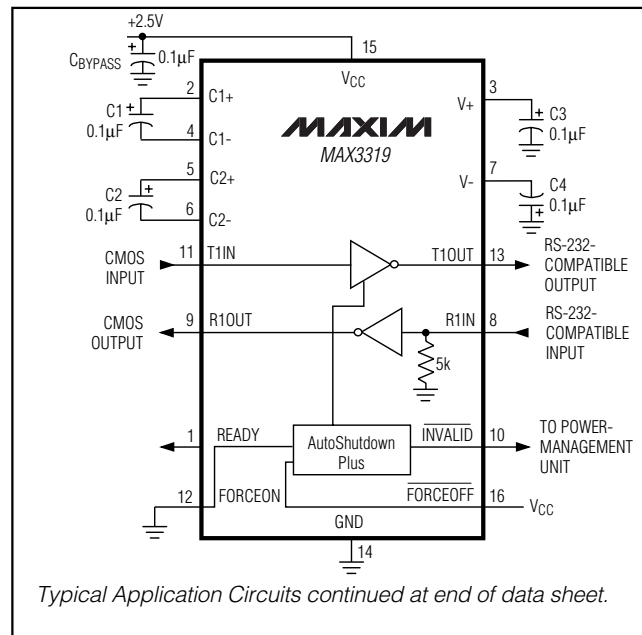 +2.5V
CBYPASS
0.1µF
15
VCC
2
C1+
C1
0.1µF
4
C1-
5
C2+
C2
0.1µF
6
C2-
MAXIM
MAX3319
3
V+
C3
0.1µF
7
V-
C4
0.1µF
CMOS
INPUT
11
T1IN
T1OUT
13
RS-232-
COMPATIBLE
OUTPUT
CMOS
OUTPUT
9
R1OUT
R1IN
8
RS-232-
COMPATIBLE
INPUT
5k
1
READY
AutoShutdown
Plus
INVALID
10
TO POWER-
MANAGEMENT
UNIT
12
FORCEON
FORCEOFF
16
VCC
GND
14
Typical Application Circuits continued at end of data sheet.